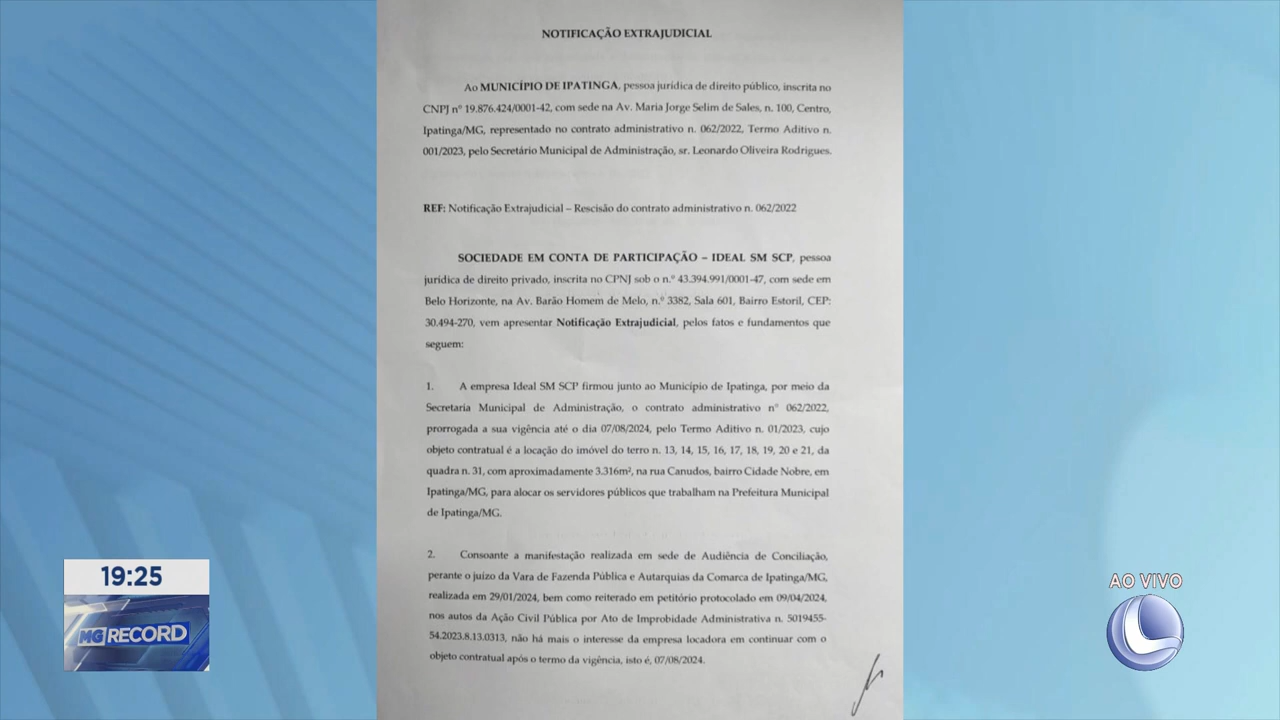 NOTIFICAÇÃO EXTRAJUDICIAL
Ao MUNICÍPIO DE IPATINGA, pessoa jurídica de direito público, inscrita no
CNPJ nº 19.876.424/0001-42, com sede na Av. Maria Jorge Selim de Sales, n. 100, Centro,
Ipatinga/MG, representado no contrato administrativo n. 062/2022, Termo Aditivo n.
001/2023, pelo Secretário Municipal de Administração, sr. Leonardo Oliveira Rodrigues.
REF: Notificação Extrajudicial – Rescisão do contrato administrativo n. 062/2022
SOCIEDADE EM CONTA DE PARTICIPAÇÃO – IDEAL SM SCP, pessoa
jurídica de direito privado, inscrita no CPNJ sob o n.º 43.394.991/0001-47, com sede em
Belo Horizonte, na Av. Barão Homem de Melo, n.º 3382, Sala 601, Bairro Estoril, CEP:
30.494-270, vem apresentar Notificação Extrajudicial, pelos fatos e fundamentos que
seguem:
1. A empresa Ideal SM SCP firmou junto ao Município de Ipatinga, por meio da
Secretaria Municipal de Administração, o contrato administrativo nº 062/2022,
prorrogada a sua vigência até o dia 07/08/2024, pelo Termo Aditivo n. 01/2023, cujo
objeto contratual é a locação do imóvel do terro n. 13, 14, 15, 16, 17, 18, 19, 20 e 21, da
quadra n. 31, com aproximadamente 3.316m², na rua Canudos, bairro Cidade Nobre, em
Ipatinga/MG, para alocar os servidores públicos que trabalham na Prefeitura Municipal
de Ipatinga/MG.
2. Consoante a manifestação realizada em sede de Audiência de Conciliação,
perante o juízo da Vara de Fazenda Pública e Autarquias da Comarca de Ipatinga/MG,
realizada em 29/01/2024, bem como reiterado em petitório protocolado em 09/04/2024,
nos autos da Ação Civil Pública por Ato de Improbidade Administrativa n. 5019455-
54.2023.8.13.0313, não há mais o interesse da empresa locadora em continuar com o
objeto contratual após o termo da vigência, isto é, 07/08/2024.
19:25
MG RECORD
AO VIVO